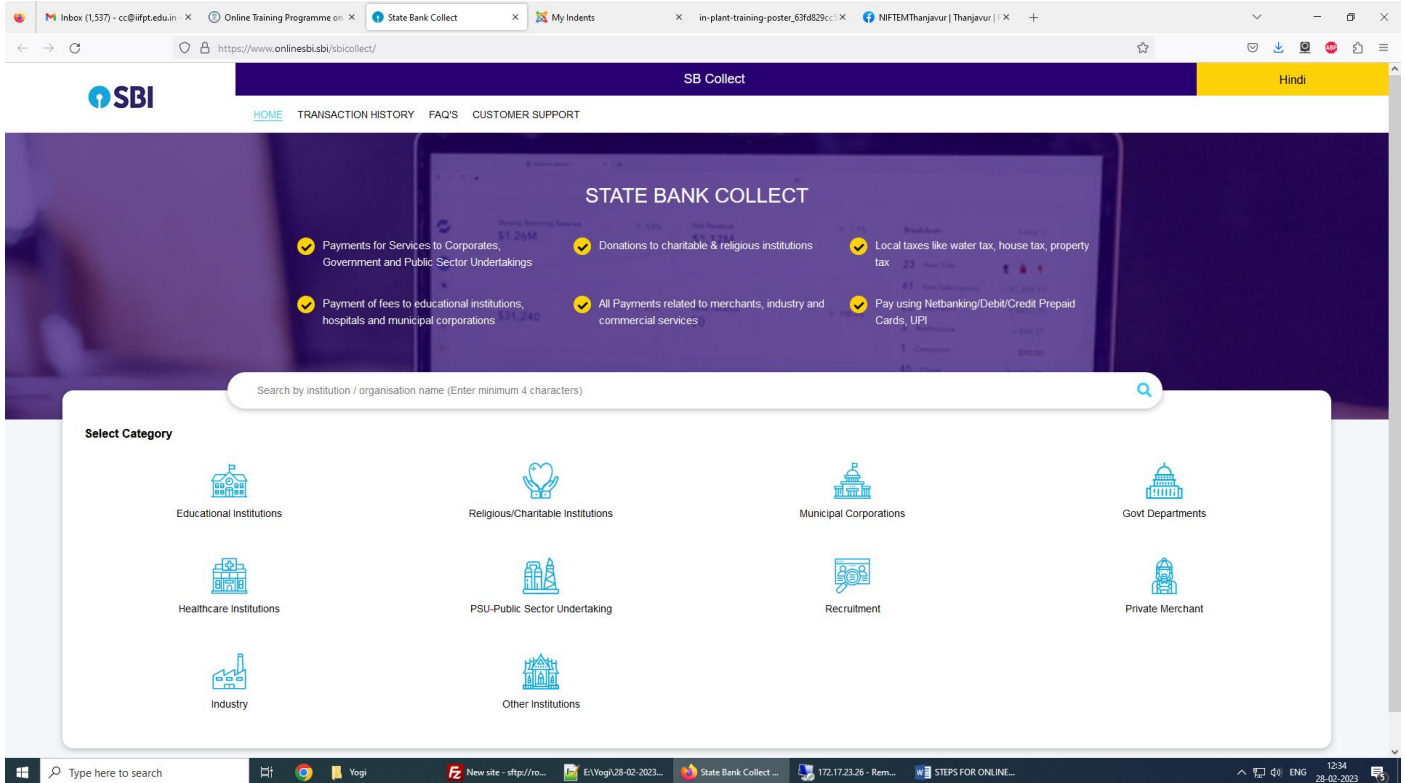 Inbox (1,537) - cc@iifpt.edu.in -
Online Training Programme on
State Bank Collect
My Indents
in-plant-training-poster_63fd829cc
NIFTEMThanjavur | Thanjavur |
https://www.onlinesbi.sbi/sbicollect/
ABP
SBI
SB Collect
Hindi
HOME TRANSACTION HISTORY FAQ'S CUSTOMER SUPPORT
STATE BANK COLLECT
Payments for Services to Corporates,
Government and Public Sector Undertakings
Donations to charitable & religious institutions
Local taxes like water tax, house tax, property
tax
Payment of fees to educational institutions,
hospitals and municipal corporations
All Payments related to merchants, industry and
commercial services
Pay using Netbanking/Debit/Credit Prepaid
Cards, UPI
$1.26M
$31,240
Search by institution / organisation name (Enter minimum 4 characters)
Select Category
Educational Institutions
Religious/Charitable Institutions
Municipal Corporations
Govt Departments
Healthcare Institutions
PSU-Public Sector Undertaking
Recruitment
Private Merchant
Industry
Other Institutions
Type here to search
Yogi
New site - sftp://ro...
E:\Yogi\28-02-2023...
State Bank Collect ...
172.17.23.26 - Rem...
STEPS FOR ONLINE...
ENG
12:34
28-02-2023